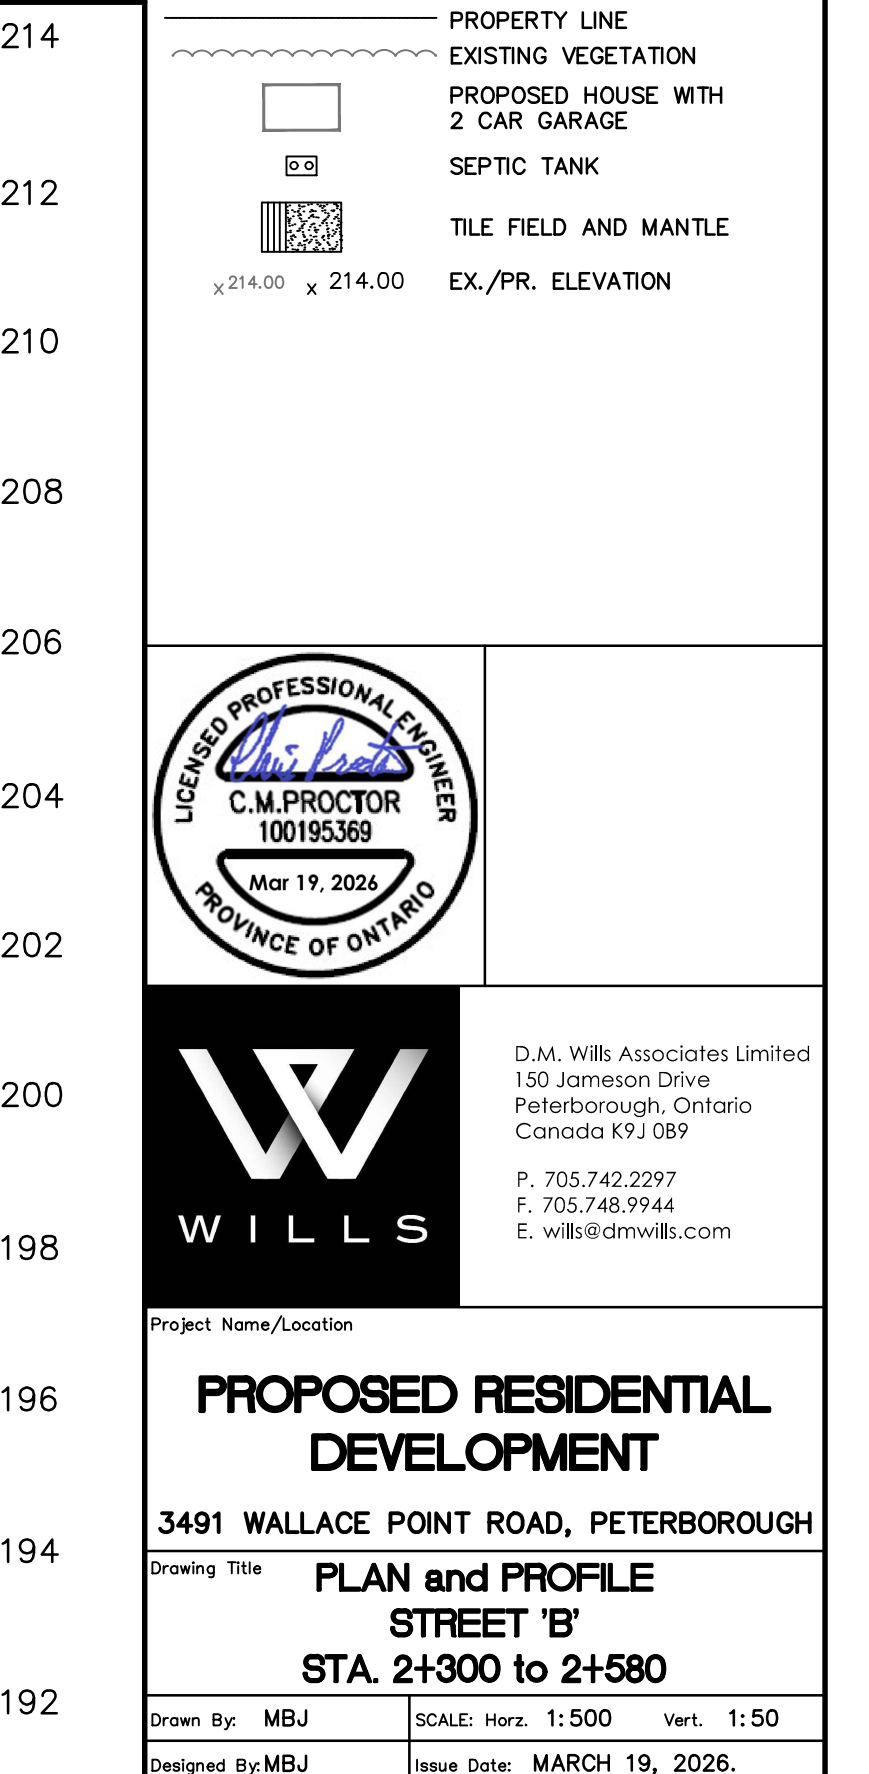 214
212
210
208
206
204
202
200
198
196
194
192
PROPERTY LINE
EXISTING VEGETATION
PROPOSED HOUSE WITH
2 CAR GARAGE
SEPTIC TANK
TILE FIELD AND MANTLE
x 214.00 x 214.00 EX./PR. ELEVATION
LICENSED PROFESSIONAL ENGINEER
Chris Proctor
C.M.PROCTOR
100195369
Mar 19, 2026
PROVINCE OF ONTARIO
WILLS
D.M. Wills Associates Limited
150 Jameson Drive
Peterborough, Ontario
Canada K9J 0B9
P. 705.742.2297
F. 705.748.9944
E. wills@dmwills.com
Project Name/Location
PROPOSED RESIDENTIAL
DEVELOPMENT
3491 WALLACE POINT ROAD, PETERBOROUGH
Drawing Title
PLAN and PROFILE
STREET 'B'
STA. 2+300 to 2+580
Drawn By: MBJ
SCALE: Horz. 1:500 Vert. 1:50
Designed By: MBJ
Issue Date: MARCH 19, 2026.